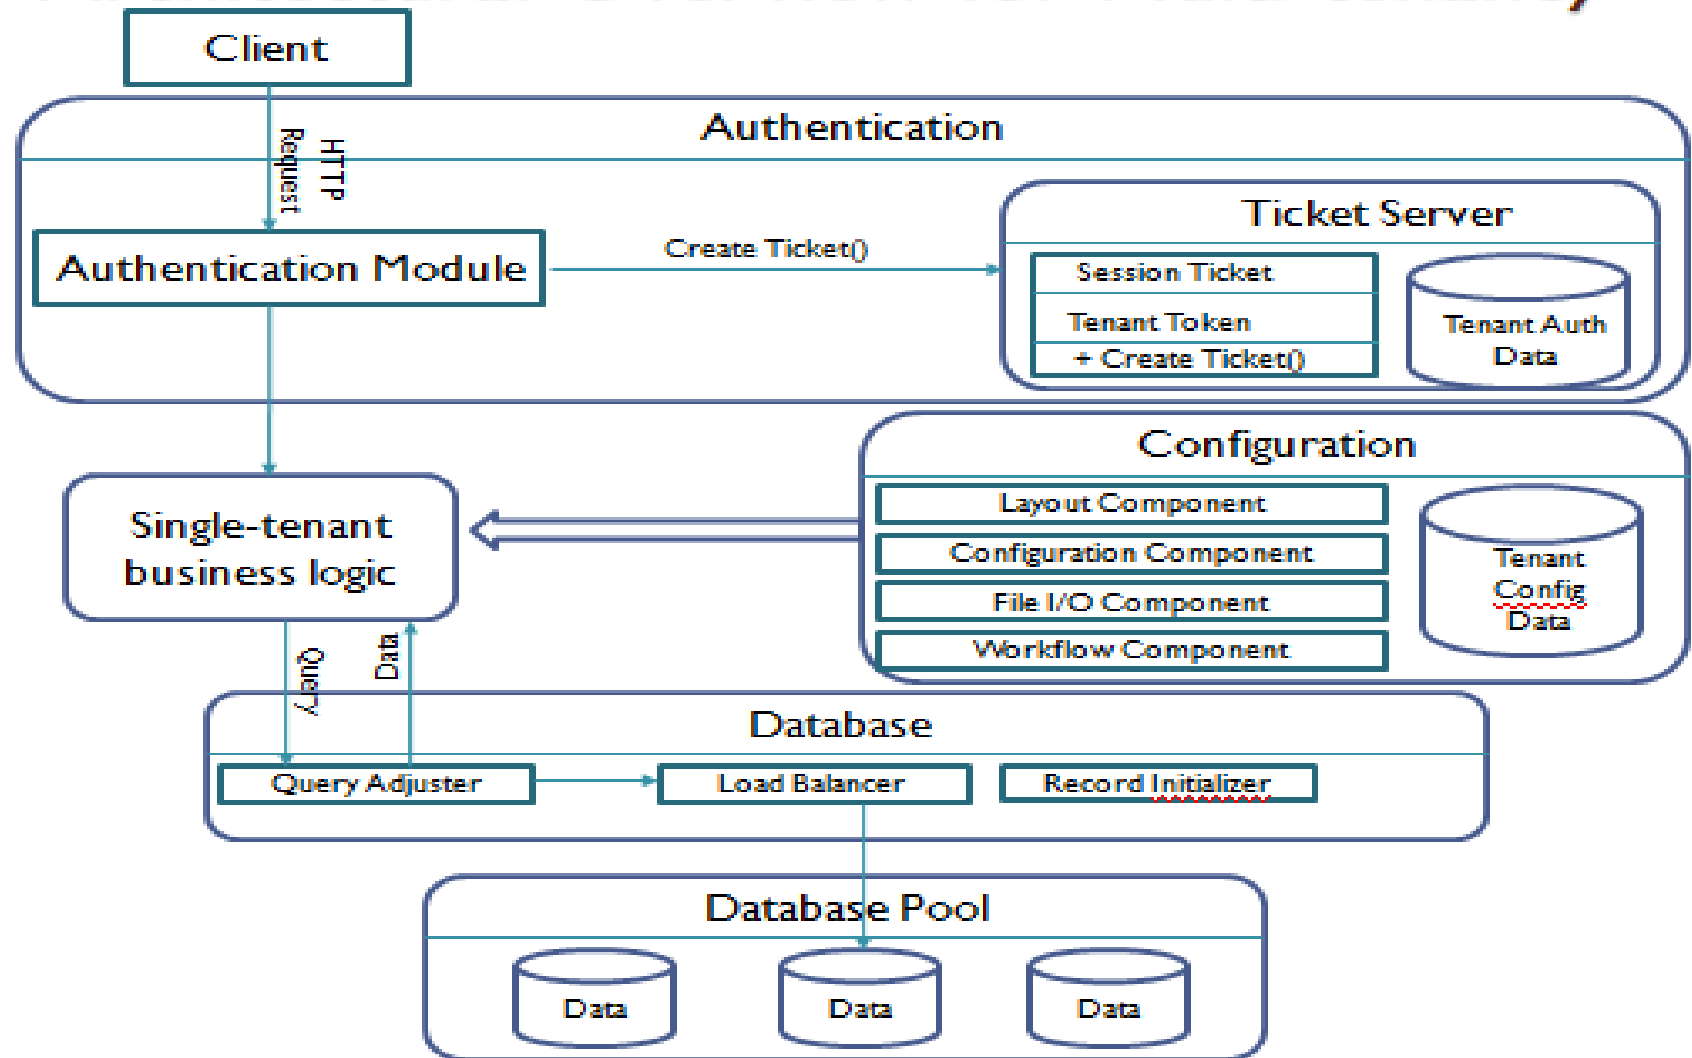 Client
Authentication
HTTP
Request
Ticket Server
Authentication Module
Create Ticket()
Session Ticket
Tenant Token
+ Create Ticket()
Tenant Auth
Data
Configuration
Layout Component
Configuration Component
File I/O Component
Workflow Component
Tenant
Config
Data
Single-tenant
business logic
Query
Data
Database
Query Adjuster
Load Balancer
Record Initializer
Database Pool
Data
Data
Data